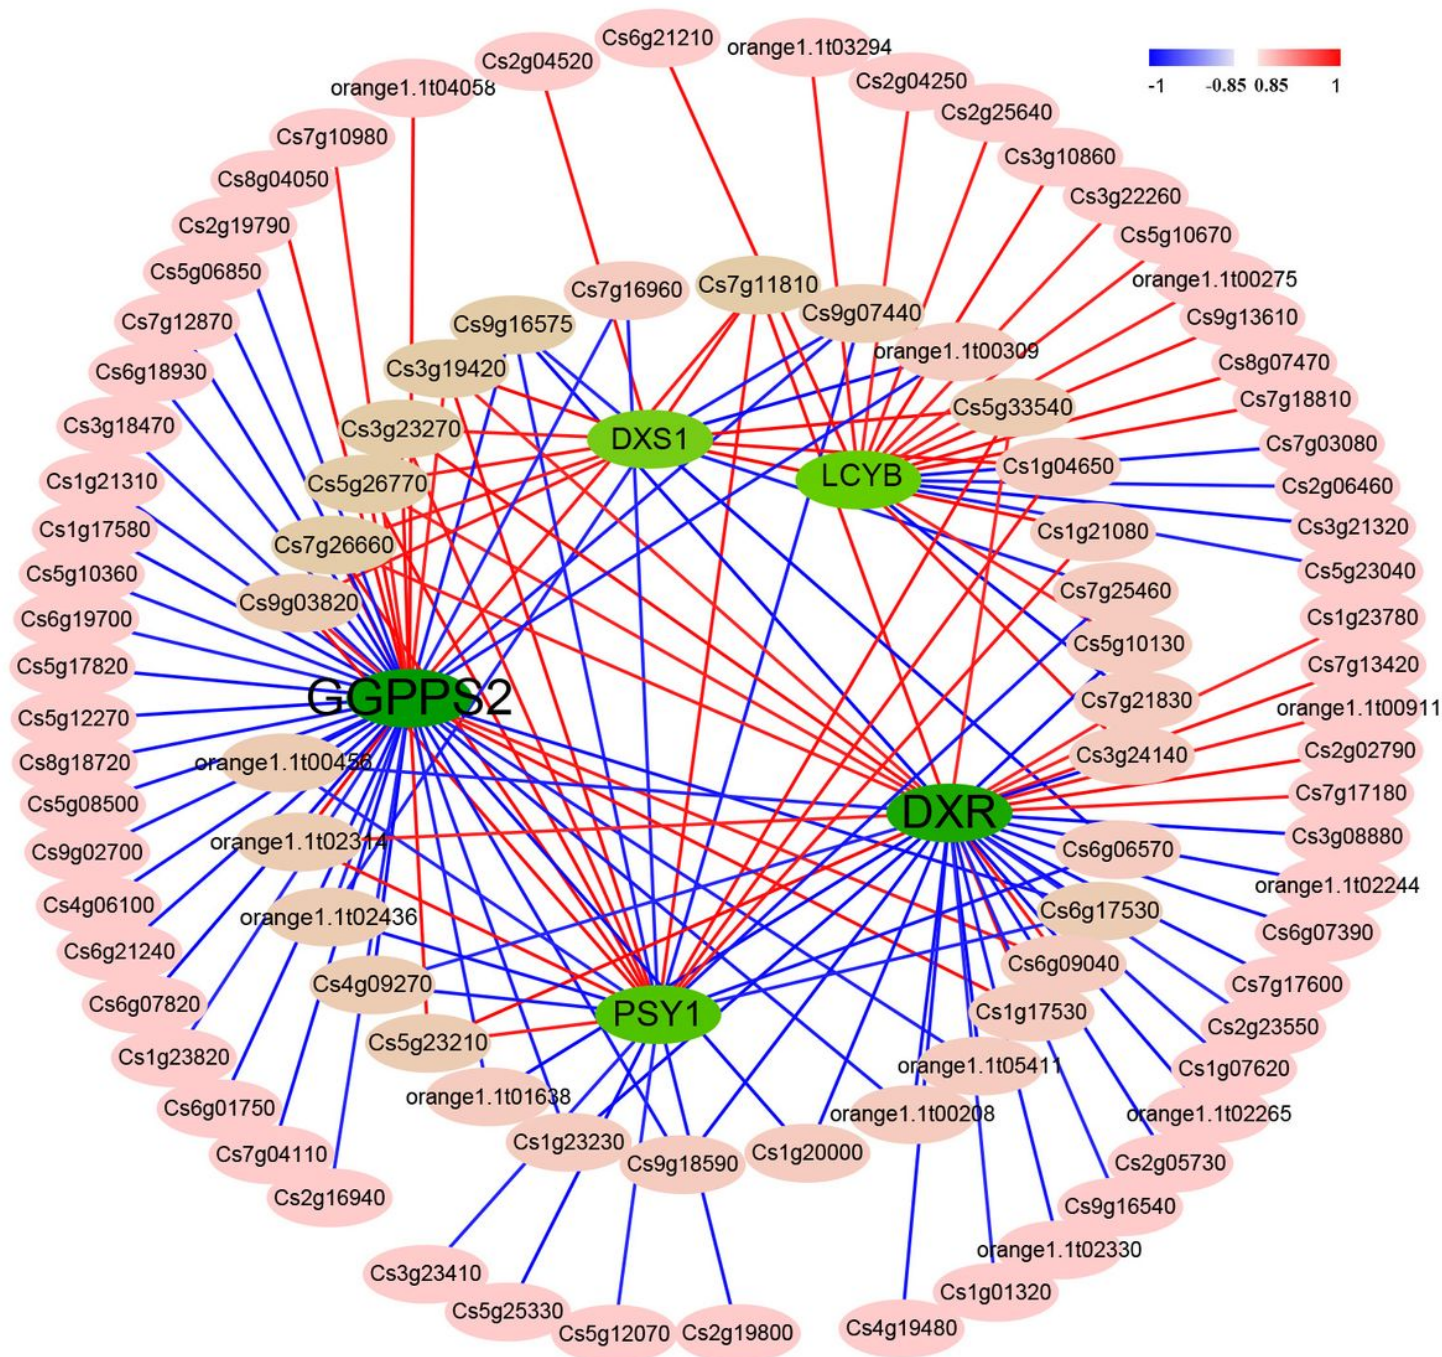 Cs6g21210
orange1.1t03294
Cs2g04520
Cs2g04250
orange1.1t04058
Cs2g25640
Cs7g10980
Cs3g10860
Cs8g04050
Cs3g22260
Cs2g19790
Cs5g10670
Cs5g06850
orange1.1t00275
Cs7g12870
Cs9g13610
Cs6g18930
Cs8g07470
Cs3g18470
Cs7g18810
Cs1g21310
Cs7g03080
Cs1g17580
Cs2g06460
Cs5g10360
Cs3g21320
Cs6g19700
Cs5g23040
Cs5g17820
Cs1g23780
Cs5g12270
Cs7g13420
Cs8g18720
orange1.1t00911
Cs5g08500
Cs2g02790
Cs9g02700
Cs7g17180
Cs4g06100
Cs3g08880
Cs6g21240
orange1.1t02244
Cs6g07820
Cs6g07390
Cs1g23820
Cs7g17600
Cs6g01750
Cs2g23550
Cs7g04110
Cs1g07620
Cs2g16940
orange1.1t02265
Cs3g23410
Cs2g05730
Cs5g25330
Cs9g16540
Cs5g12070
orange1.1t02330
Cs2g19800
Cs1g01320
Cs4g19480
-1 -0.85 0.85 1
Cs7g16960
Cs7g11810
Cs9g07440
Cs9g16575
orange1.1t00309
Cs3g19420
Cs5g33540
Cs3g23270
Cs1g04650
Cs5g26770
Cs1g21080
Cs7g26660
Cs7g25460
Cs9g03820
Cs5g10130
Cs7g21830
Cs3g24140
orange1.1t00456
orange1.1t02314
Cs6g06570
orange1.1t02436
Cs6g17530
Cs4g09270
Cs6g09040
Cs5g23210
Cs1g17530
orange1.1t01638
orange1.1t05411
Cs1g23230
orange1.1t00208
Cs9g18590
Cs1g20000
DXS1
LCYB
GGPPS2
DXR
PSY1